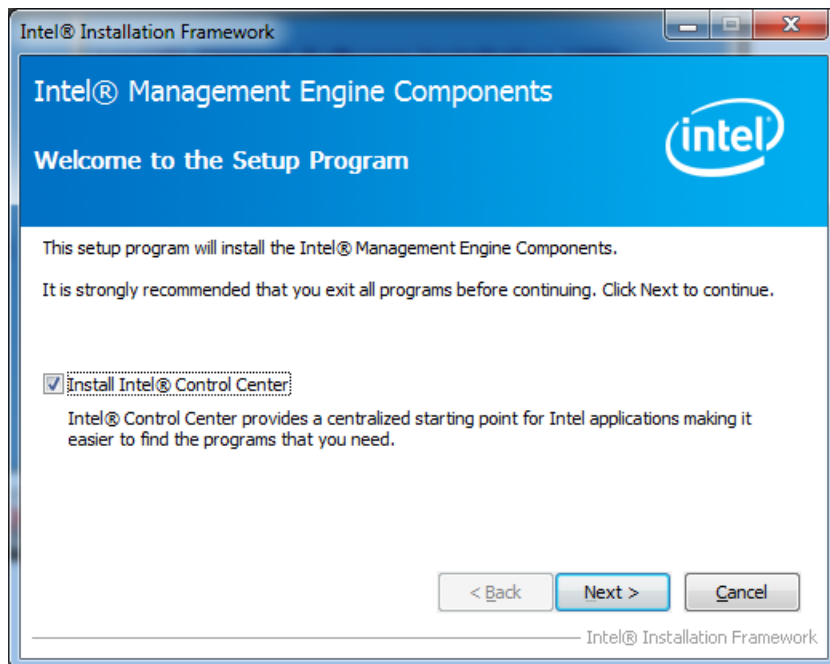 Intel® Installation Framework
Intel® Management Engine Components
Welcome to the Setup Program
intel
This setup program will install the Intel® Management Engine Components.
It is strongly recommended that you exit all programs before continuing. Click Next to continue.
Install Intel® Control Center
Intel® Control Center provides a centralized starting point for Intel applications making it
easier to find the programs that you need.
< Back
Next >
Cancel
Intel® Installation Framework